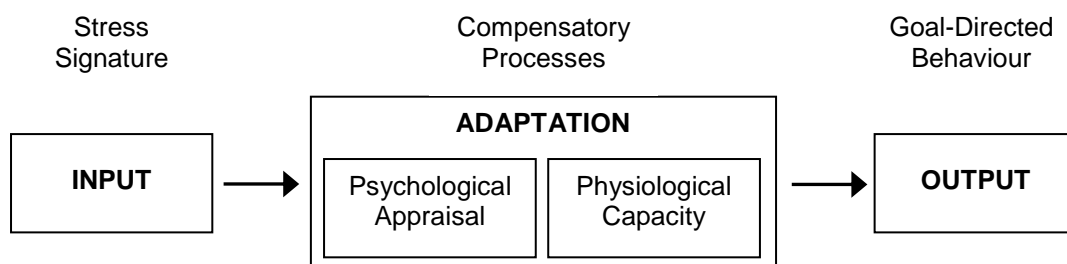 Stress
Signature
Compensatory
Processes
Goal-Directed
Behaviour
INPUT
ADAPTATION
Psychological
Appraisal
Physiological
Capacity
OUTPUT